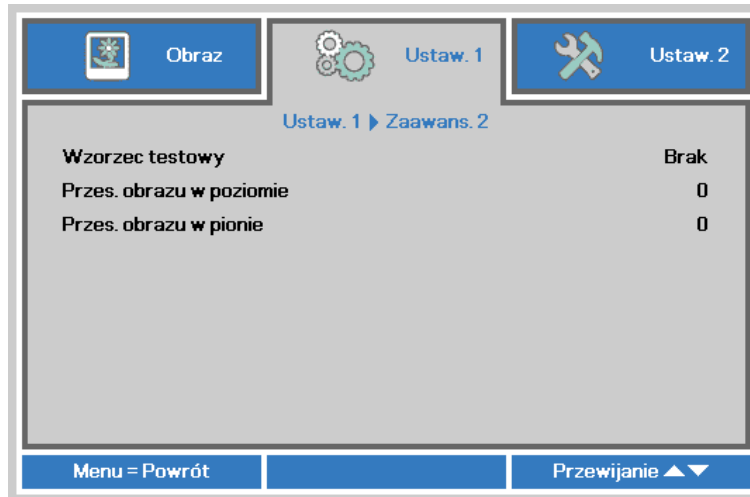 Obraz
Ustaw. 1
Ustaw. 2
Ustaw. 1 ▶ Zaawans. 2
Wzorzec testowy Brak
Przes. obrazu w poziomie 0
Przes. obrazu w pionie 0
Menu = Powrót
Przewijanie ▲▼